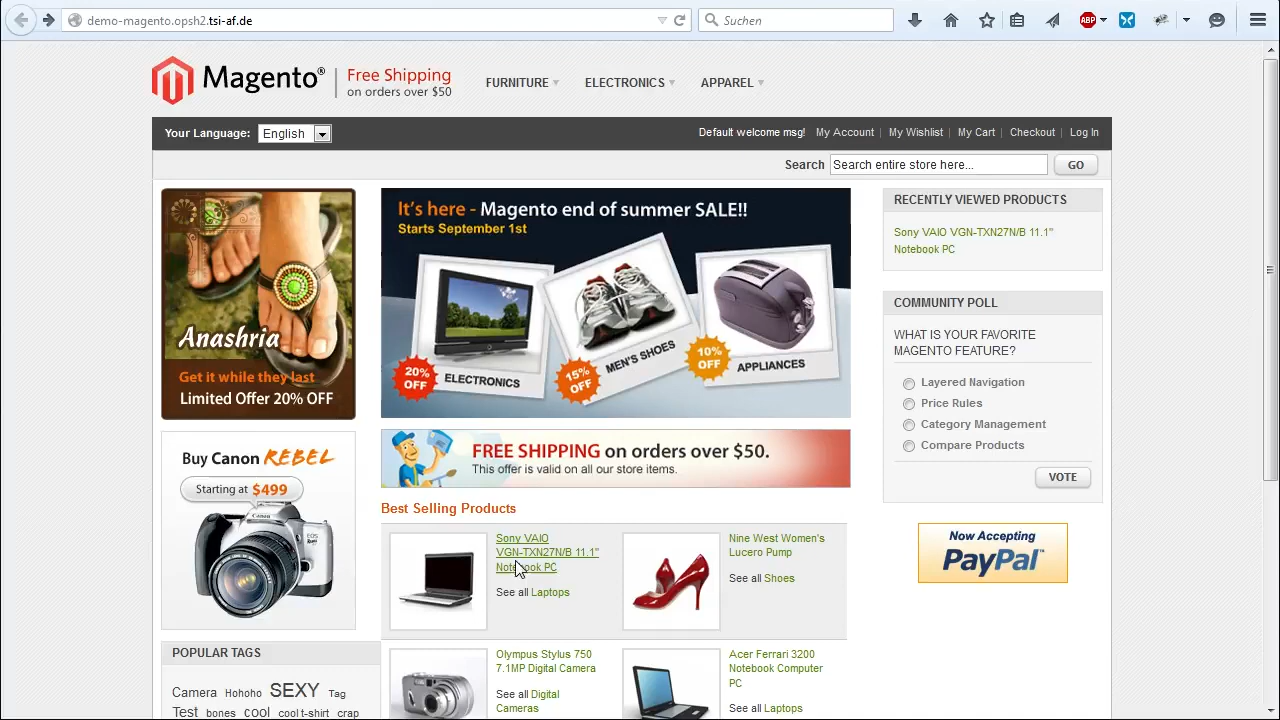 demo-magento.opsh2.tsi-af.de
Suchen
ABP
Magento®
Free Shipping
on orders over $50
FURNITURE
ELECTRONICS
APPAREL
Your Language:
English
Default welcome msg!
My Account
My Wishlist
My Cart
Checkout
Log In
Search
Search entire store here...
GO
Anashria
Get it while they last
Limited Offer 20% OFF
It's here - Magento end of summer SALE!!
Starts September 1st
20%
OFF
ELECTRONICS
15%
OFF
MEN'S SHOES
10%
OFF
APPLIANCES
RECENTLY VIEWED PRODUCTS
Sony VAIO VGN-TXN27N/B 11.1"
Notebook PC
COMMUNITY POLL
WHAT IS YOUR FAVORITE
MAGENTO FEATURE?
Layered Navigation
Price Rules
Category Management
Compare Products
VOTE
Buy Canon REBEL
Starting at $499
Canon
FREE SHIPPING on orders over $50.
This offer is valid on all our store items.
Best Selling Products
Sony VAIO
VGN-TXN27N/B 11.1"
Notebook PC
See all Laptops
Nine West Women's
Lucero Pump
See all Shoes
Now Accepting
PayPal
Olympus Stylus 750
7.1MP Digital Camera
See all Digital
Cameras
Acer Ferrari 3200
Notebook Computer
PC
See all Laptops
POPULAR TAGS
Camera Hohoho SEXY Tag
Test bones cool cool t-shirt crap